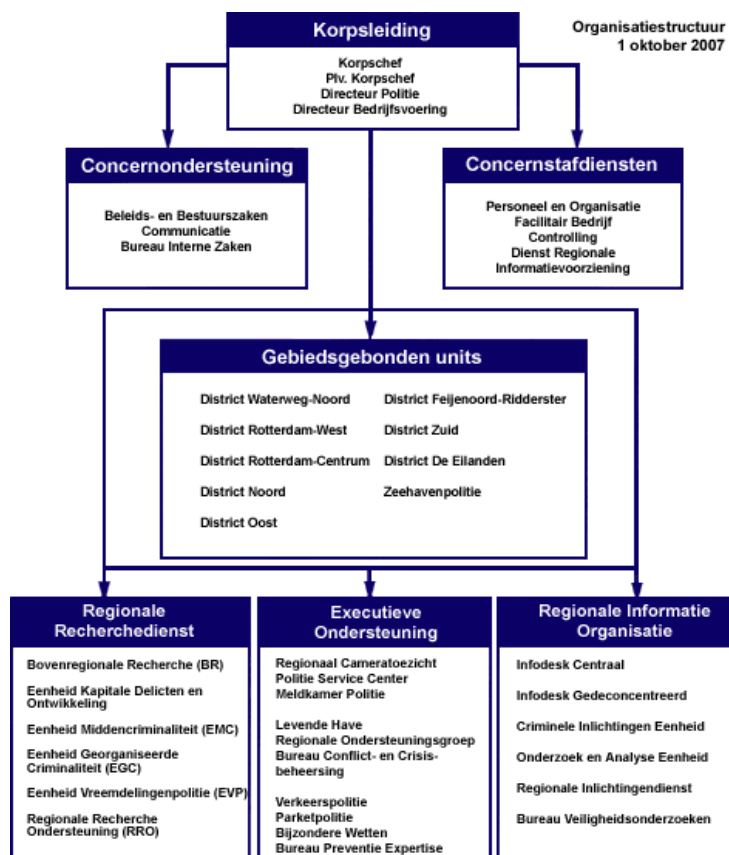 Korpsleiding
Organisatiestructuur
1 oktober 2007
Korpschef
Plv. Korpschef
Directeur Politie
Directeur Bedrijfsvoering
Concernondersteuning
Beleids- en Bestuurszaken
Communicatie
Bureau Interne Zaken
Concernstafdiensten
Personeel en Organisatie
Facilitair Bedrijf
Controlling
Dienst Regionale
Informatievoorziening
Gebiedsgebonden units
District Waterweg-Noord
District Rotterdam-West
District Rotterdam-Centrum
District Noord
District Oost
District Feijenoord-Ridderster
District Zuid
District De Eilanden
Zeehavenpolitie
Regionale
Recherchedienst
Bovenregionale Recherche (BR)
Eenheid Kapitale Delicten en
Ontwikkeling
Eenheid Middencriminaliteit (EMC)
Eenheid Georganiseerde
Criminaliteit (EGC)
Eenheid Vreemdelingenpolitie (EVP)
Regionale Recherche
Ondersteuning (RRO)
Executieve
Ondersteuning
Regionaal Cameratoezicht
Politie Service Center
Meldkamer Politie
Levende Have
Regionale Ondersteuningsgroep
Bureau Conflict- en Crisis-
beheersing
Verkeerspolitie
Parketpolitie
Bijzondere Wetten
Bureau Preventie Expertise
Regionale Informatie
Organisatie
Infodesk Centraal
Infodesk Gedeconcentreerd
Criminele Inlichtingen Eenheid
Onderzoek en Analyse Eenheid
Regionale Inlichtingendienst
Bureau Veiligheidsonderzoeken